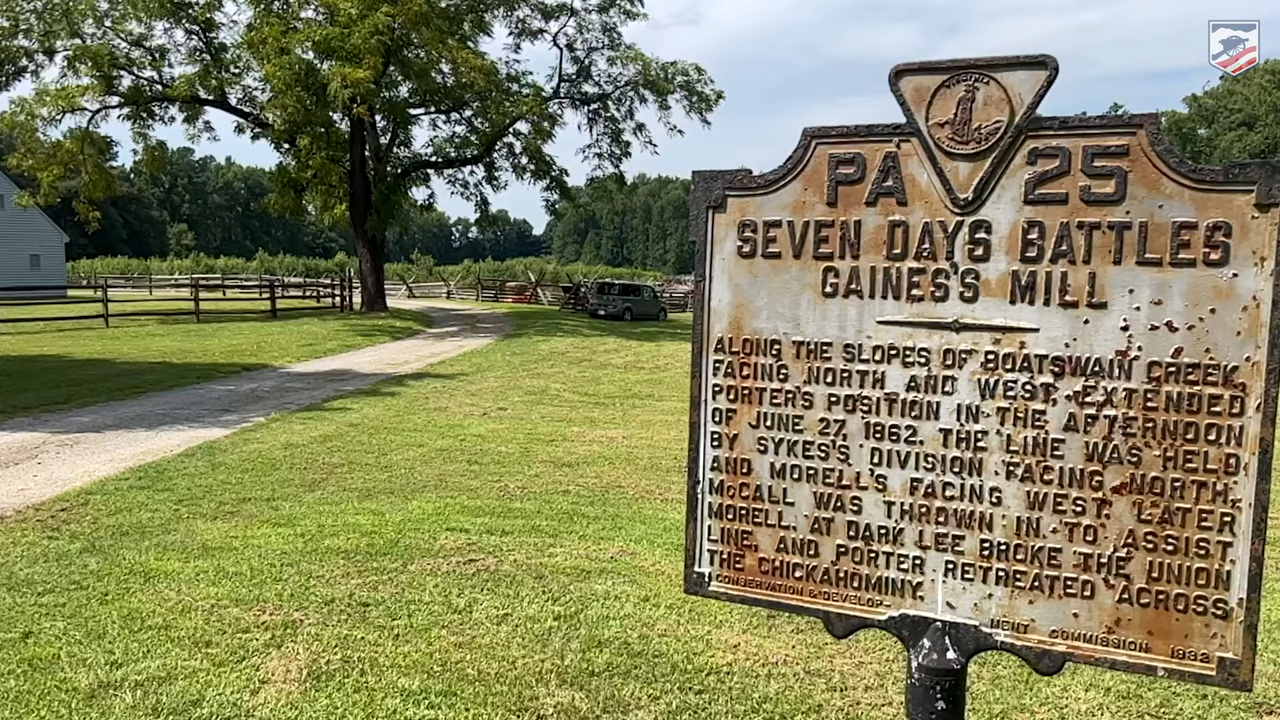 VIRGINIA
PA 25
SEVEN DAYS BATTLES
GAINES'S MILL
ALONG THE SLOPES OF BOATSWAIN CREEK,
FACING NORTH AND WEST, EXTENDED
PORTER'S POSITION IN THE AFTERNOON
OF JUNE 27, 1862. THE LINE WAS HELD
BY SYKES'S DIVISION FACING NORTH,
AND MORELL'S FACING WEST. LATER
McCALL WAS THROWN IN TO ASSIST
MORELL. AT DARK LEE BROKE THE UNION
LINE, AND PORTER RETREATED ACROSS
THE CHICKAHOMINY.
CONSERVATION & DEVELOP-MENT COMMISSION 1932